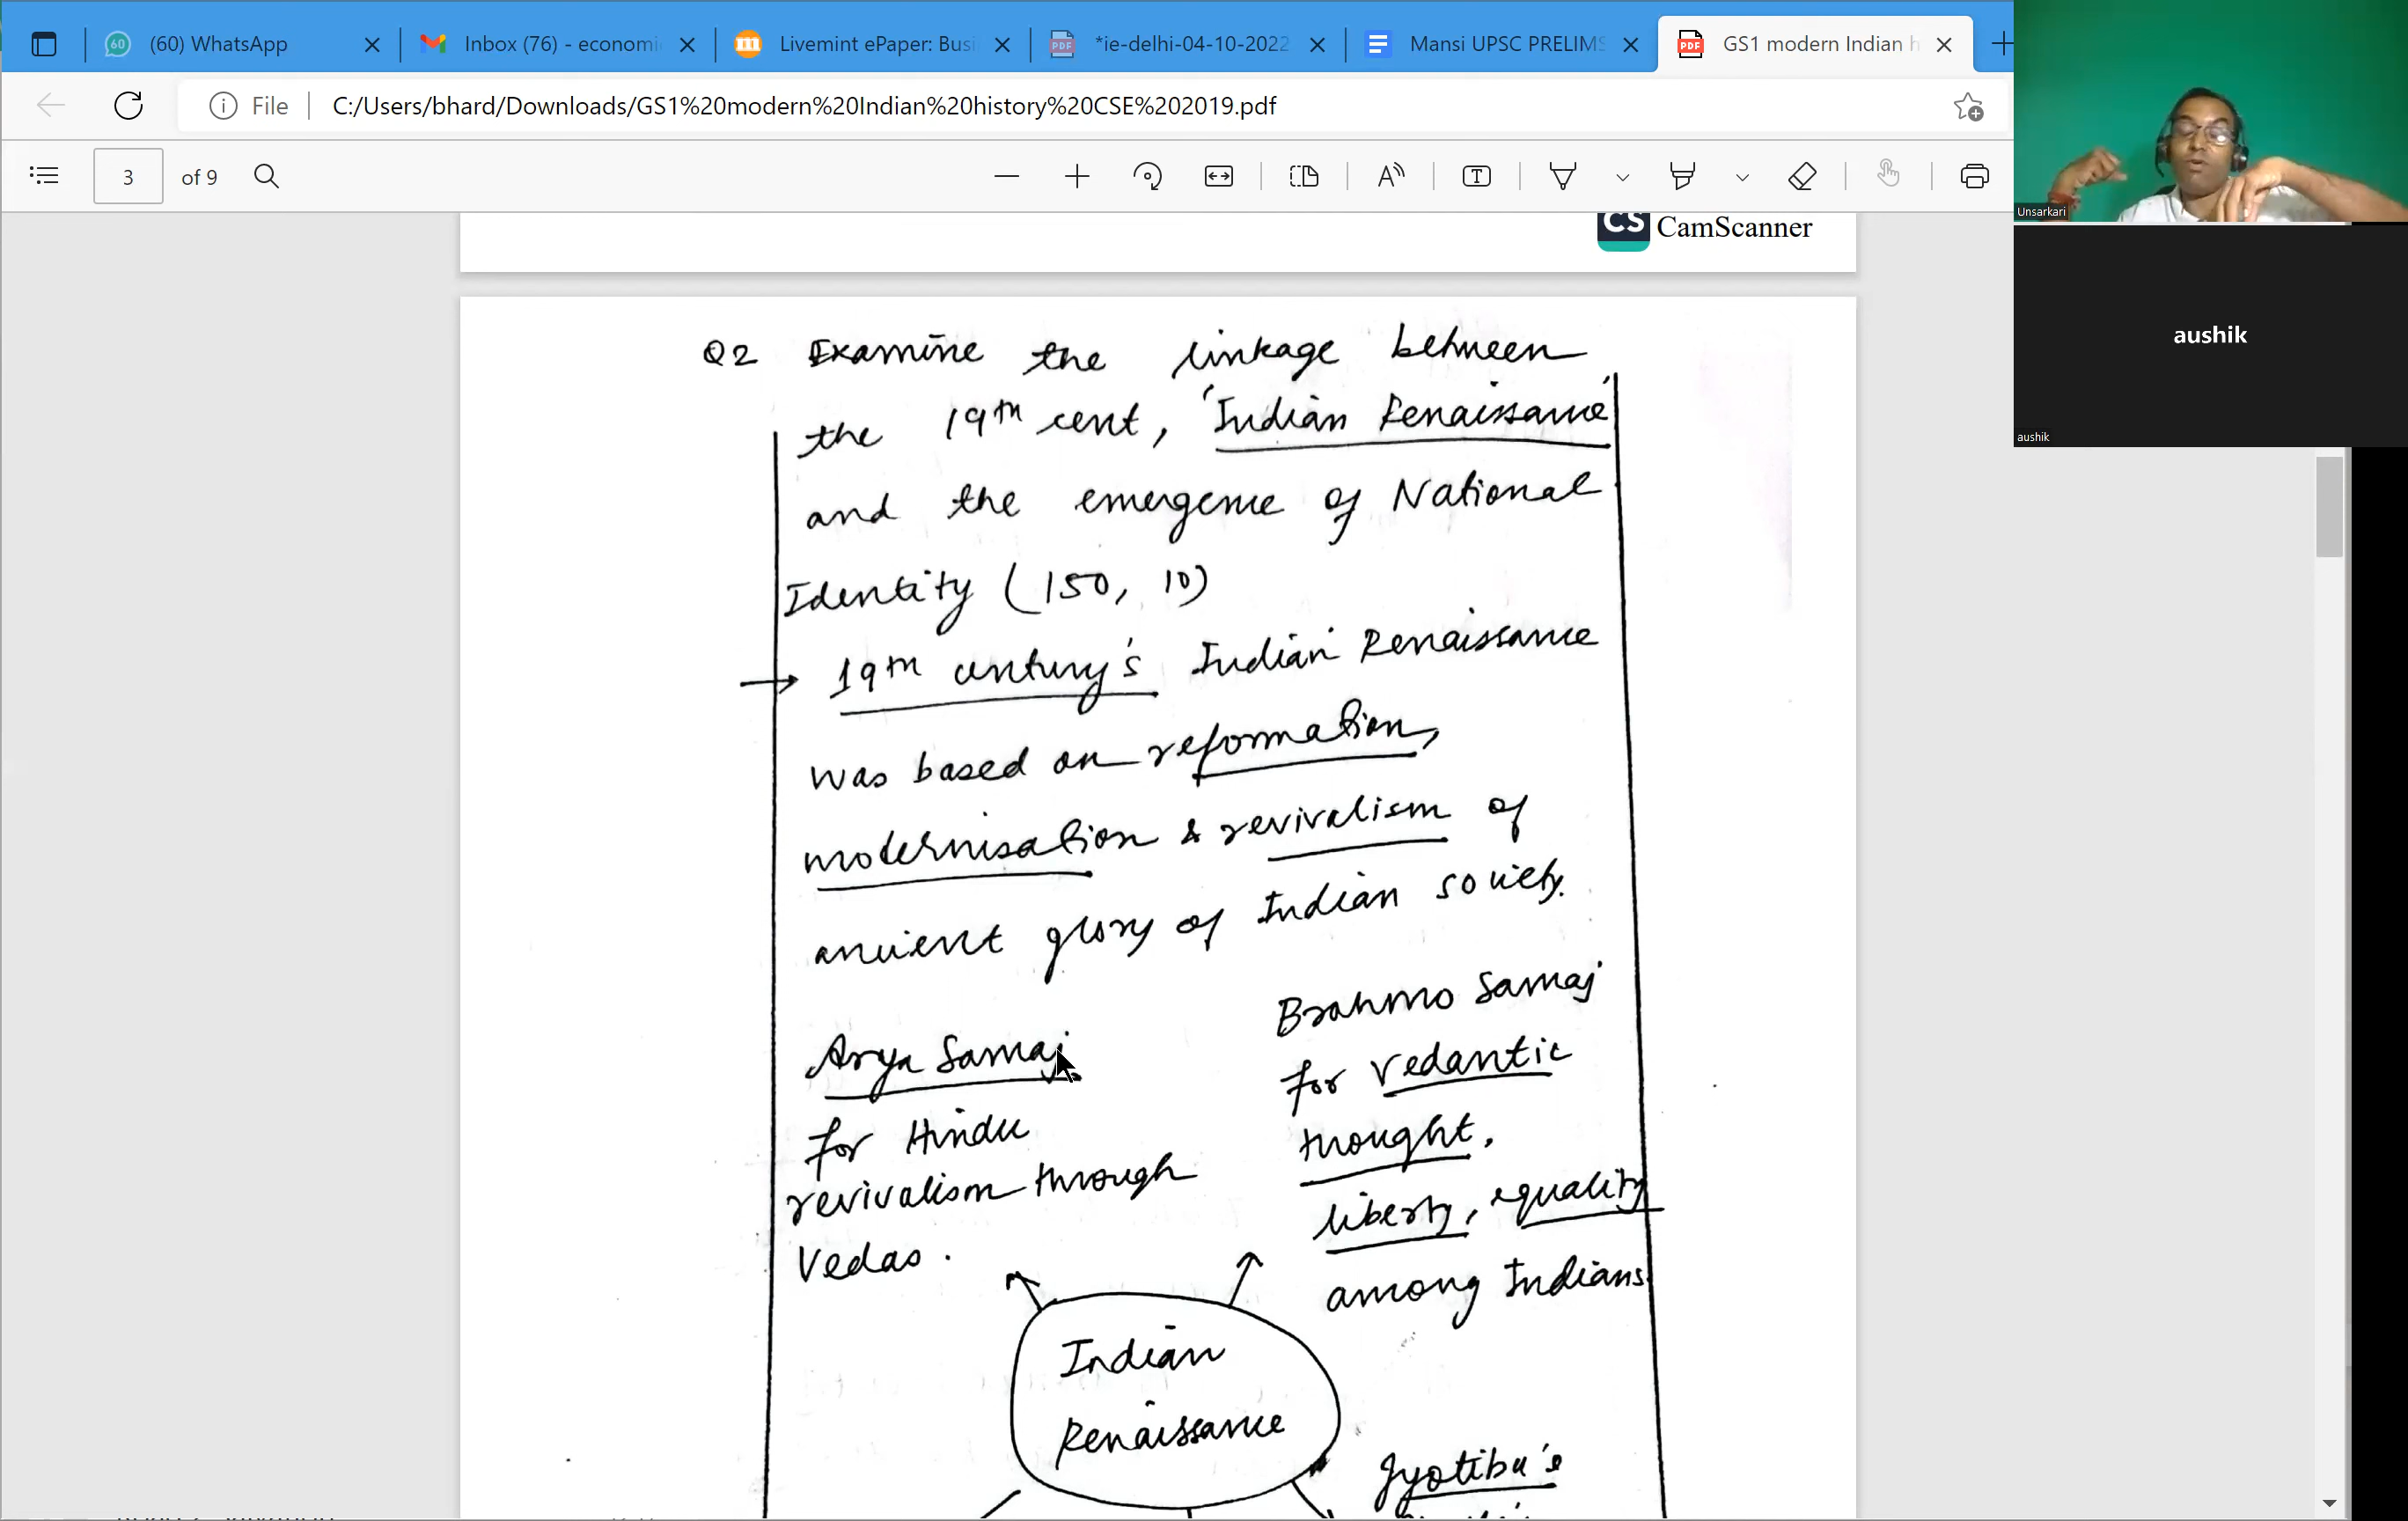 (60) WhatsApp
Inbox (76) - economi
Livemint ePaper: Busi
*ie-delhi-04-10-2022
Mansi UPSC PRELIMS
GS1 modern Indian h
File
C:/Users/bhard/Downloads/GS1%20modern%20Indian%20history%20CSE%202019.pdf
3 of 9
Unsarkari
aushik
aushik
CS CamScanner
Q2 Examine the linkage between
the 19th cent, 'Indian Renaissance'
and the emergence of National
Identity (150, 10)
→ 19th century's Indian Renaissance
was based on reformation,
modernisation & revivalism of
ancient glory of Indian society.
Arya Samaj
for Hindu
revivalism through
Vedas.
Brahmo Samaj
for Vedantic
thought.
liberty, equality
among Indians.
Indian
Renaissance
Jyotibu's